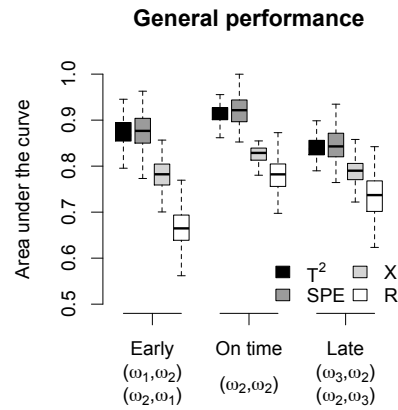 General performance
Area under the curve
1.0
0.9
0.8
0.7
0.6
0.5
T² X
SPE R
Early On time Late
(ω₁,ω₂) (ω₂,ω₂) (ω₃,ω₂)
(ω₂,ω₁) (ω₂,ω₃)